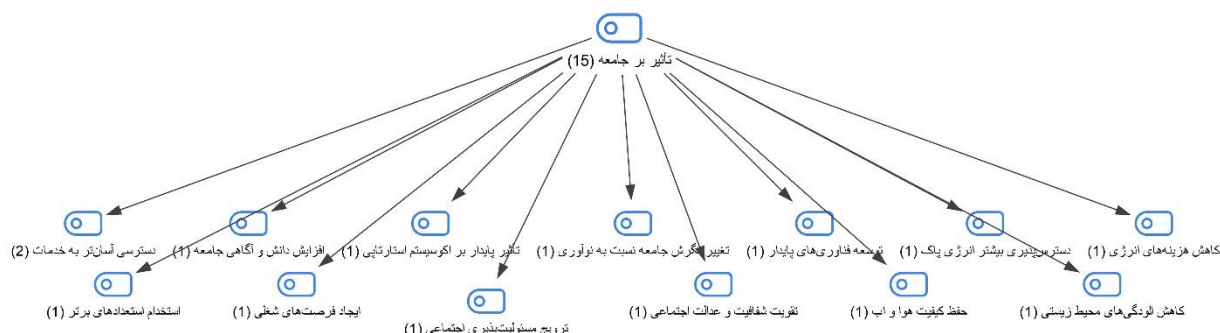 تأثیر بر جامعه (15)
کاهش هزینه‌های انرژی (1)
دسترس‌پذیری بیشتر انرژی پاک (1)
توسعه فناوری‌های پایدار (1)
تغییر نگرش جامعه نسبت به نوآوری (1)
تأثیر پایدار بر اکوسیستم استارتاپی (1)
افزایش دانش و آگاهی جامعه (1)
دسترسی آسان‌تر به خدمات (2)
کاهش آلودگی‌های محیط زیستی (1)
حفظ کیفیت هوا و آب (1)
تقویت شفافیت و عدالت اجتماعی (1)
ترویج مسئولیت‌پذیری اجتماعی (1)
ایجاد فرصت‌های شغلی (1)
استخدام استعدادهای برتر (1)